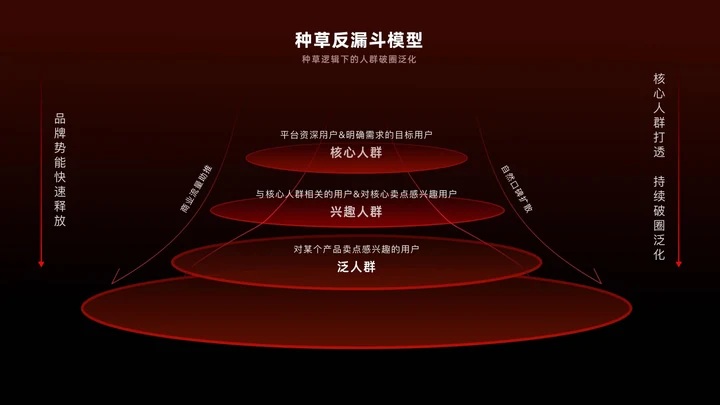 种草反漏斗模型
种草逻辑下的人群破圈泛化
品牌势能快速释放
商业流量助推
平台资深用户&明确需求的目标用户
核心人群
与核心人群相关的用户&对核心卖点感兴趣用户
兴趣人群
对某个产品卖点感兴趣的用户
泛人群
自然口碑扩散
核心人群打透 持续破圈泛化